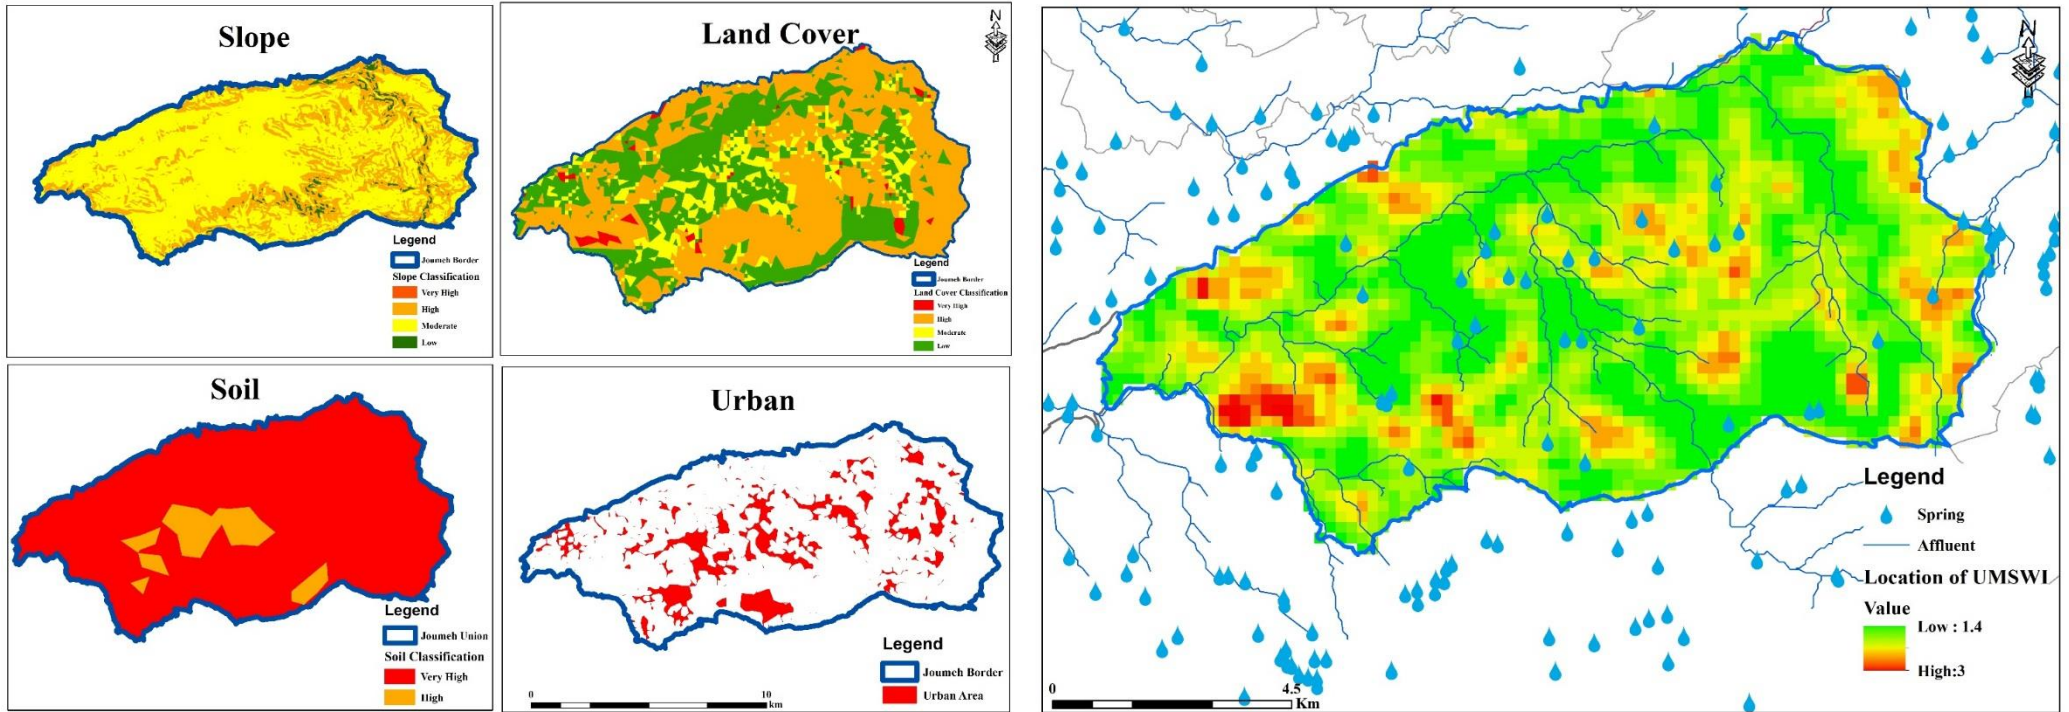 Slope
Legend
Joumeh Border
Slope Classification
Very High
High
Moderate
Low
Land Cover
N
Legend
Joumeh Border
Land Cover Classification
Very High
High
Moderate
Low
Soil
Legend
Joumeh Union
Soil Classification
Very High
High
Urban
Legend
Joumeh Border
Urban Area
0 10
km
N
Legend
Spring
Affluent
Location of UMSWI
Value
Low : 1.4
High:3
0 4.5
Km